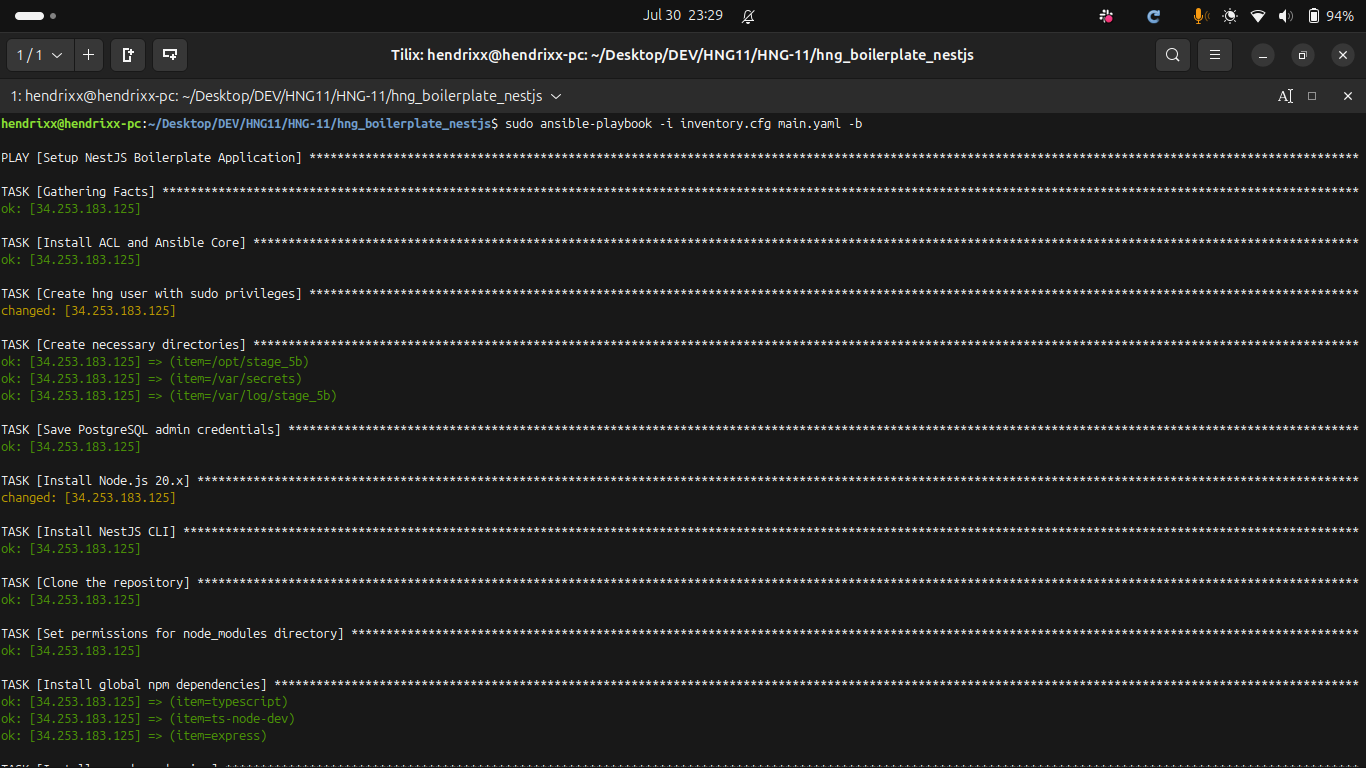 Jul 30 23:29
94%
1 / 1
Tilix: hendrixx@hendrixx-pc: ~/Desktop/DEV/HNG11/HNG-11/hng_boilerplate_nestjs
1: hendrixx@hendrixx-pc: ~/Desktop/DEV/HNG11/HNG-11/hng_boilerplate_nestjs
hendrixx@hendrixx-pc:~/Desktop/DEV/HNG11/HNG-11/hng_boilerplate_nestjs$ sudo ansible-playbook -i inventory.cfg main.yaml -b
PLAY [Setup NestJS Boilerplate Application] ******************************************************************************************************************************************************
TASK [Gathering Facts] ***************************************************************************************************************************************************************************
ok: [34.253.183.125]
TASK [Install ACL and Ansible Core] **************************************************************************************************************************************************************
ok: [34.253.183.125]
TASK [Create hng user with sudo privileges] ******************************************************************************************************************************************************
changed: [34.253.183.125]
TASK [Create necessary directories] **************************************************************************************************************************************************************
ok: [34.253.183.125] => (item=/opt/stage_5b)
ok: [34.253.183.125] => (item=/var/secrets)
ok: [34.253.183.125] => (item=/var/log/stage_5b)
TASK [Save PostgreSQL admin credentials] *********************************************************************************************************************************************************
ok: [34.253.183.125]
TASK [Install Node.js 20.x] **********************************************************************************************************************************************************************
changed: [34.253.183.125]
TASK [Install NestJS CLI] ************************************************************************************************************************************************************************
ok: [34.253.183.125]
TASK [Clone the repository] **********************************************************************************************************************************************************************
ok: [34.253.183.125]
TASK [Set permissions for node_modules directory] ************************************************************************************************************************************************
ok: [34.253.183.125]
TASK [Install global npm dependencies] ***********************************************************************************************************************************************************
ok: [34.253.183.125] => (item=typescript)
ok: [34.253.183.125] => (item=ts-node-dev)
ok: [34.253.183.125] => (item=express)